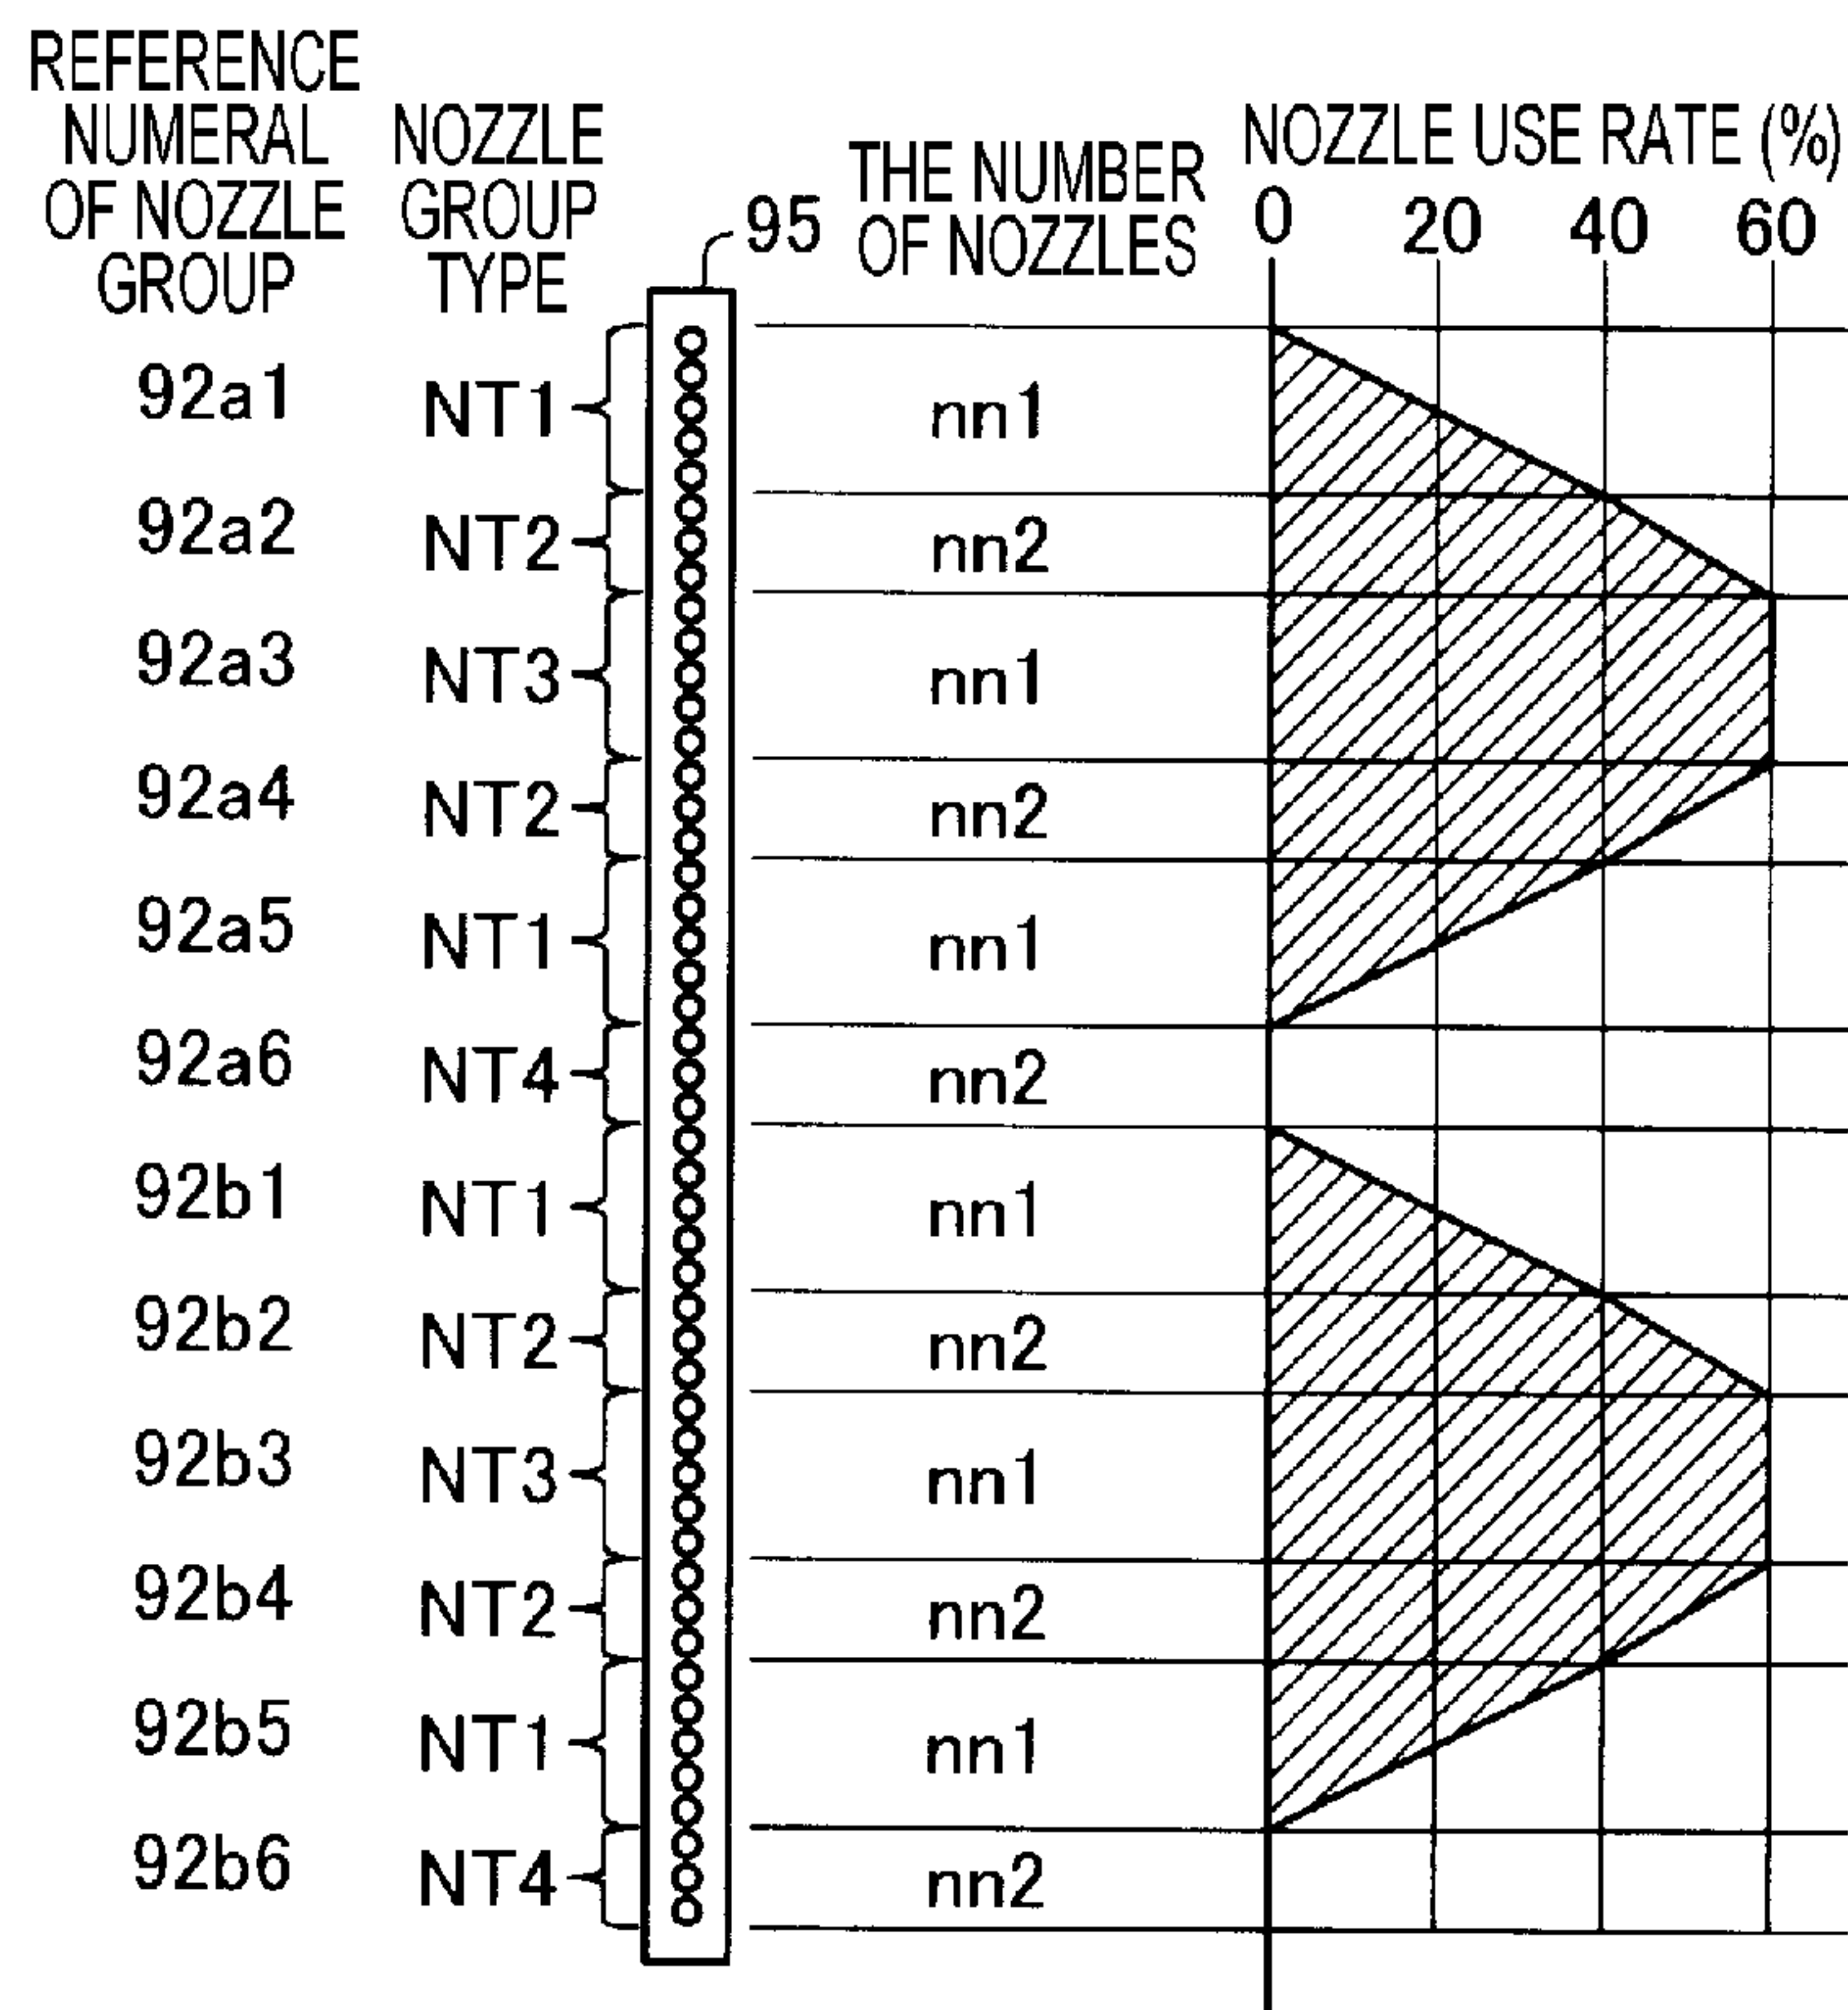 REFERENCE
NUMERAL
OF NOZZLE
GROUP
NOZZLE
GROUP
TYPE
95
THE NUMBER
OF NOZZLES
NOZZLE USE RATE (%)
0 20 40 60
92a1 NT1 nn1
92a2 NT2 nn2
92a3 NT3 nn1
92a4 NT2 nn2
92a5 NT1 nn1
92a6 NT4 nn2
92b1 NT1 nn1
92b2 NT2 nn2
92b3 NT3 nn1
92b4 NT2 nn2
92b5 NT1 nn1
92b6 NT4 nn2